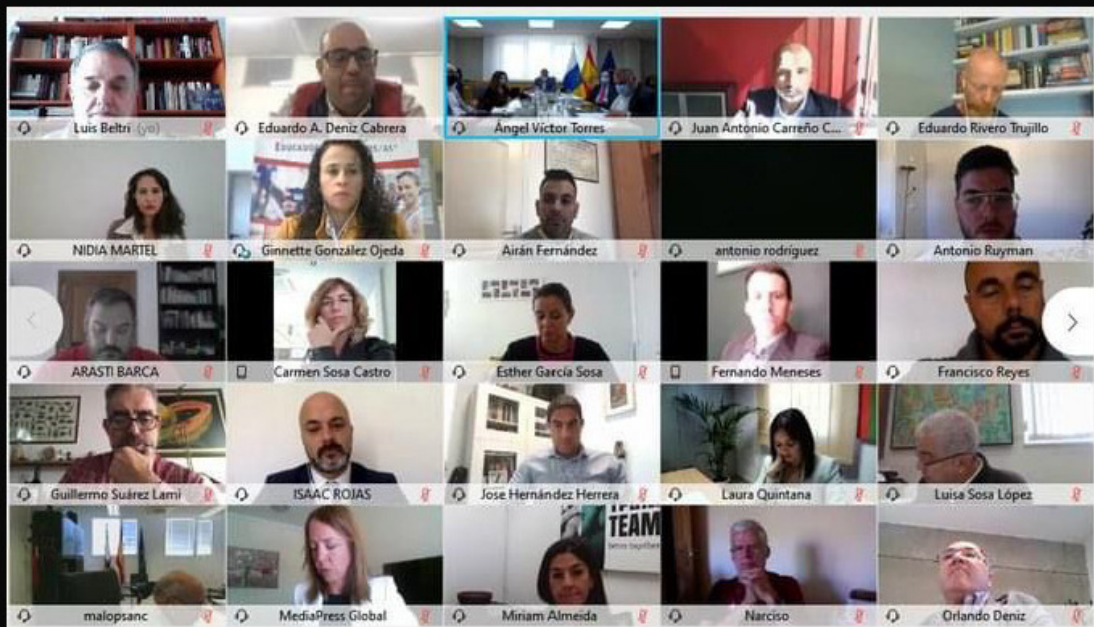 Luis Beltri (yo)
Eduardo A. Deniz Cabrera
Ángel Víctor Torres
Juan Antonio Carreño C...
Eduardo Rivero Trujillo
NIDIA MARTEL
Ginnette González Ojeda
Airán Fernández
antonio rodríguez
Antonio Ruyman
ARASTI BARCA
Carmen Sosa Castro
Esther García Sosa
Fernando Meneses
Francisco Reyes
Guillermo Suárez Lami
ISAAC ROJAS
Jose Hernández Herrera
Laura Quintana
Luisa Sosa López
TEAM
malopsanc
MediaPress Global
Miriam Almeida
Narciso
Orlando Deniz